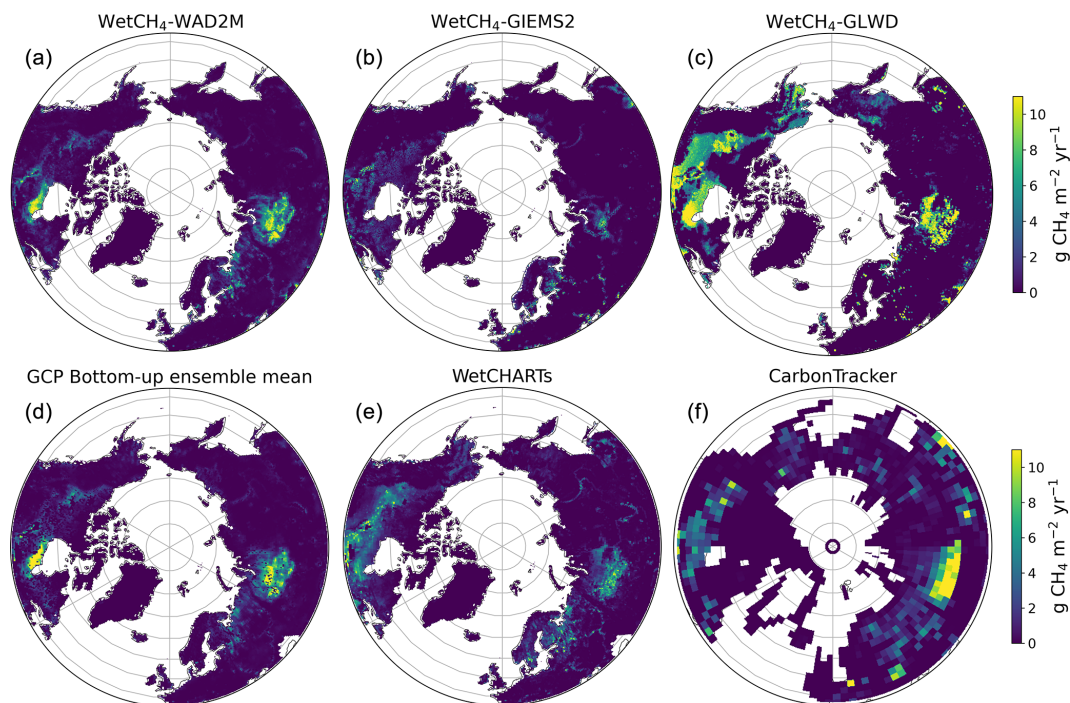 WetCH₄-WAD2M
WetCH₄-GIEMS2
WetCH₄-GLWD
(a)
(b)
(c)
10
8
6
4
2
0
g CH₄ m⁻² yr⁻¹
GCP Bottom-up ensemble mean
WetCHARTs
CarbonTracker
(d)
(e)
(f)
10
8
6
4
2
0
g CH₄ m⁻² yr⁻¹